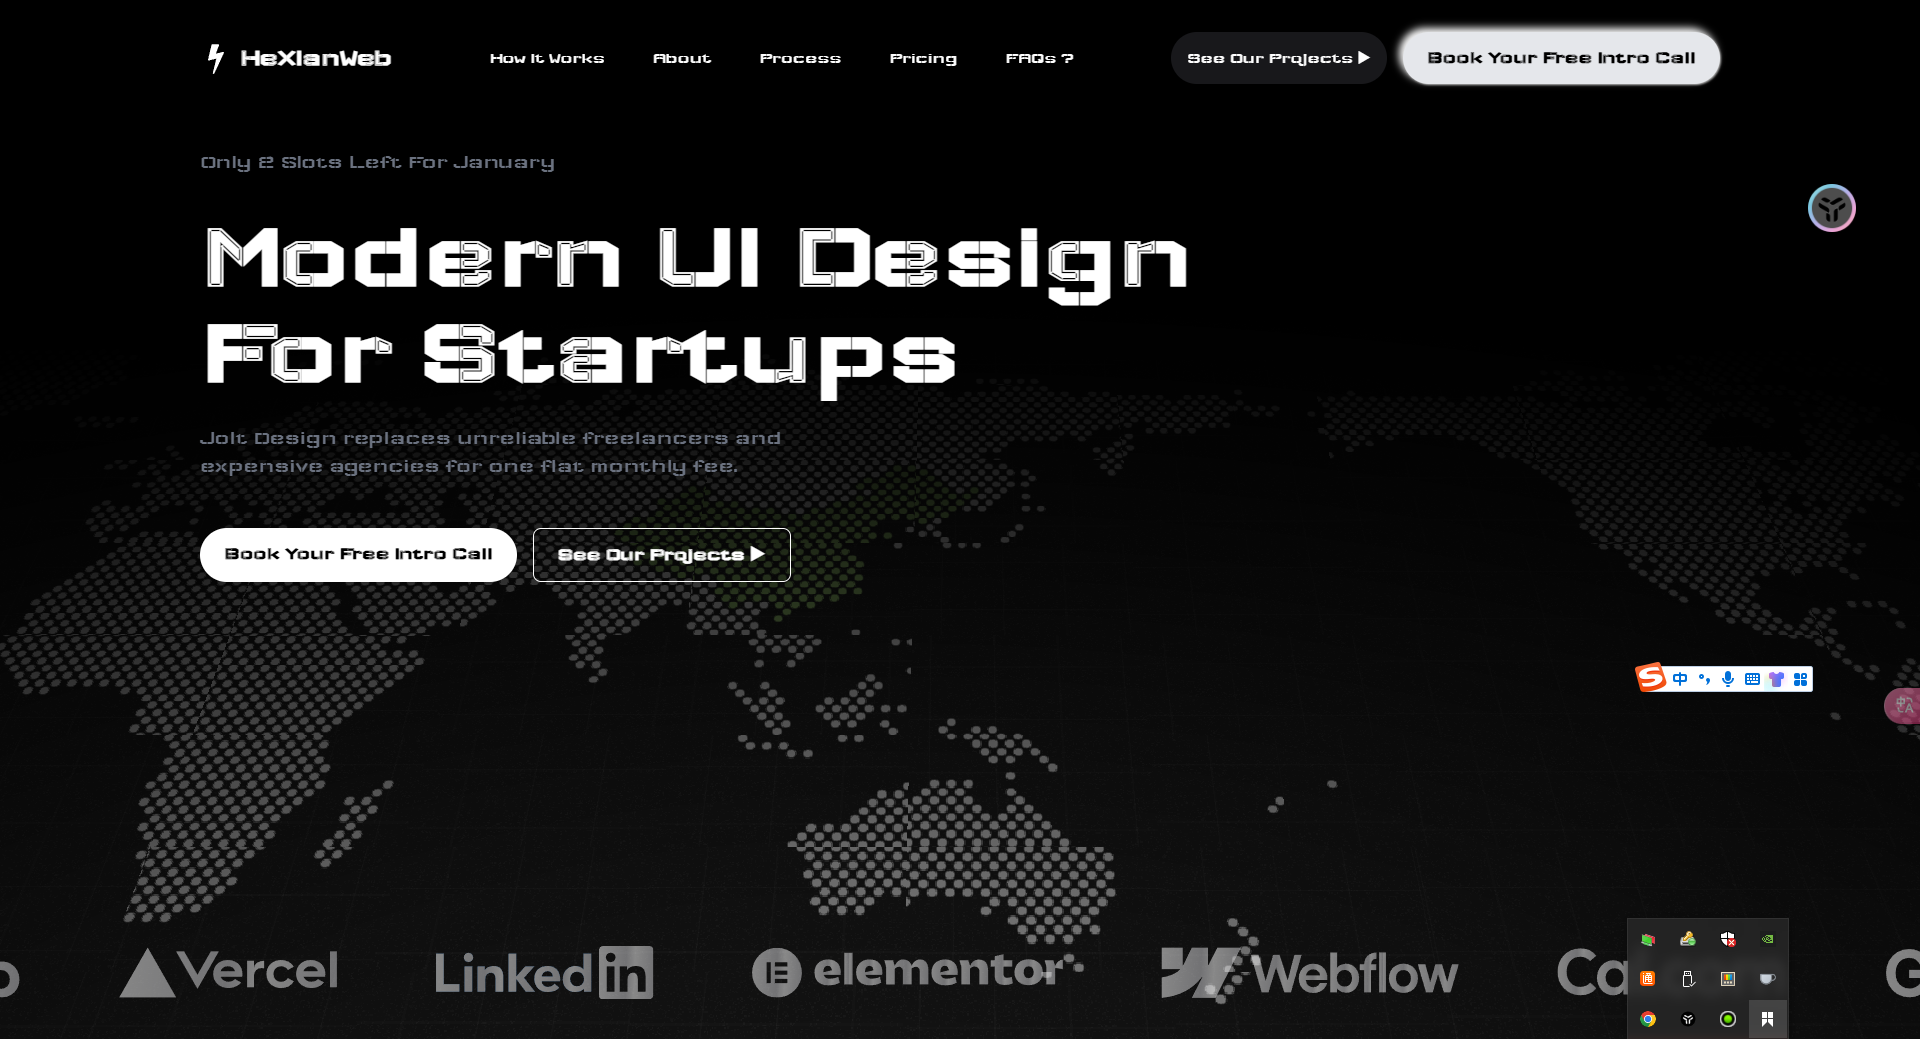 HeXIanWeb
How It Works
About
Process
Pricing
FAQs ?
See Our Projects ▶
Book Your Free Intro Call
Only 2 Slots Left For January
Modern UI Design
For Startups
Jolt Design replaces unreliable freelancers and
expensive agencies for one flat monthly fee.
Book Your Free Intro Call
See Our Projects ▶
中
Vercel
Linkedin
elementor
Webflow
Ca
G